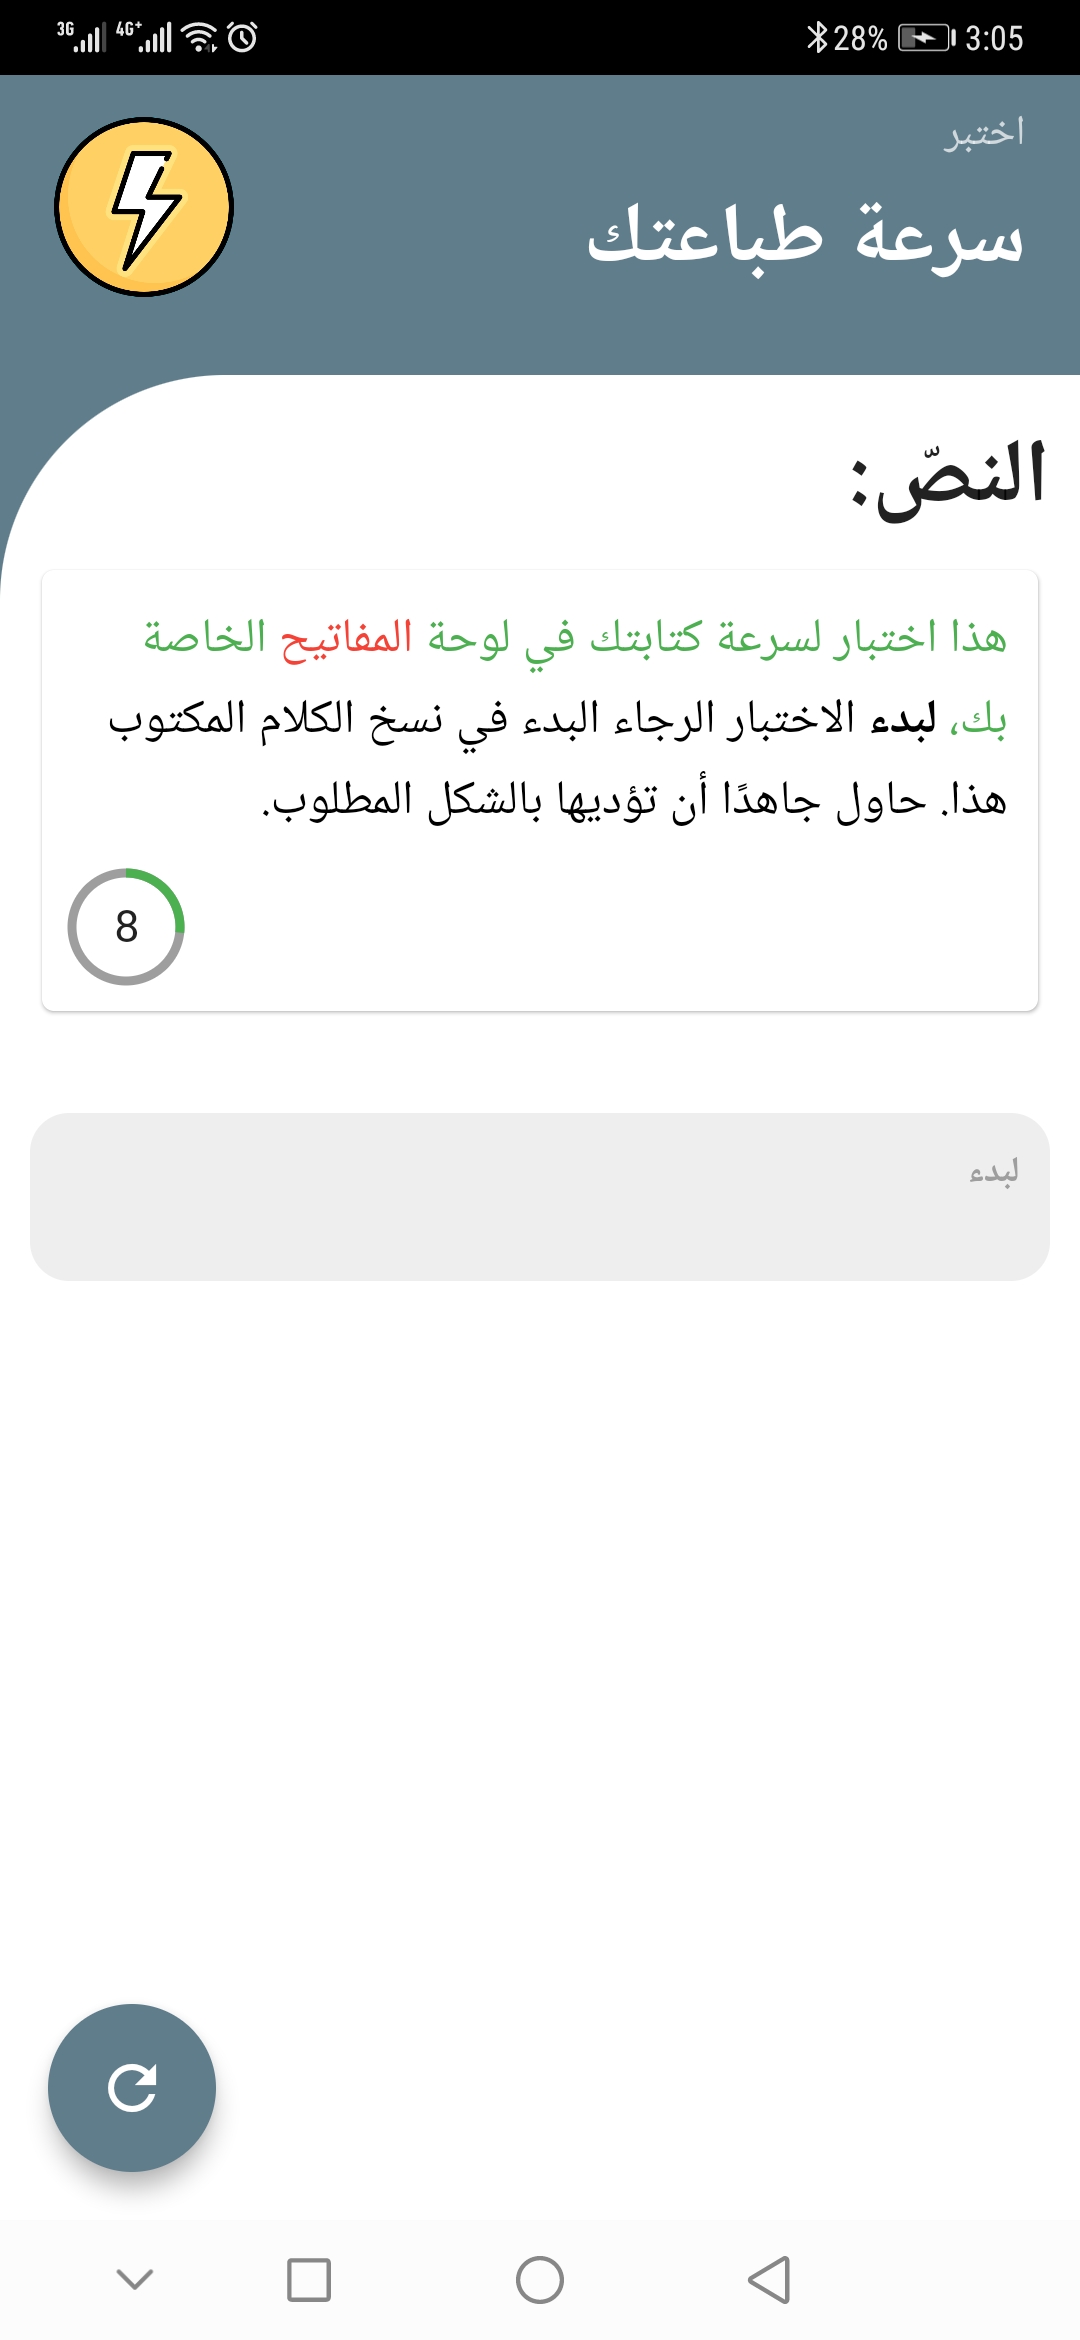 3G 4G+ 28% 3:05
اختبر
سرعة طباعتك
النصّ:
هذا اختبار لسرعة كتابتك في لوحة المفاتيح الخاصة
بك، لبدء الاختبار الرجاء البدء في نسخ الكلام المكتوب
هذا. حاول جاهدًا أن تؤديها بالشكل المطلوب.
8
لبدء